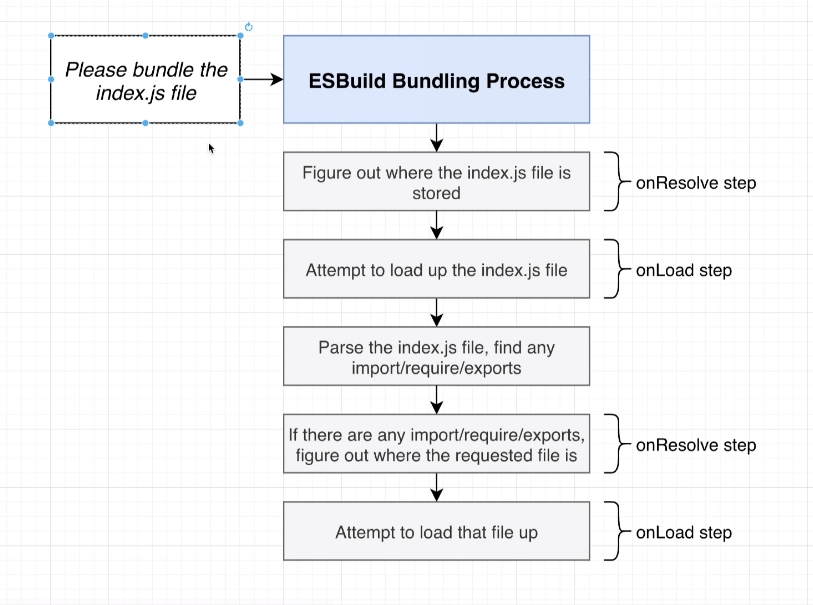 Please bundle the
index.js file
ESBuild Bundling Process
Figure out where the index.js file is
stored
onResolve step
Attempt to load up the index.js file
onLoad step
Parse the index.js file, find any
import/require/exports
If there are any import/require/exports,
figure out where the requested file is
onResolve step
Attempt to load that file up
onLoad step